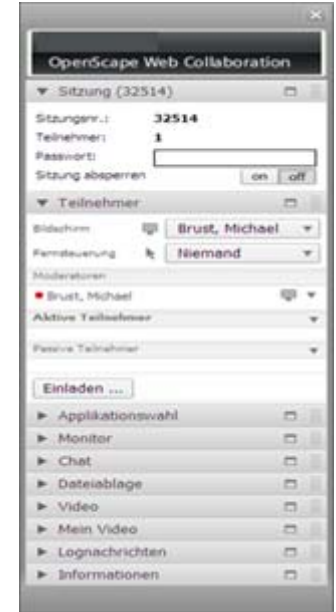 OpenScape Web Collaboration
Sitzung (32514)
Sitzungsnr.: 32514
Teilnehmer: 1
Passwort:
Sitzung absperren on off
Teilnehmer
Bildschirm Brust, Michael
Fernsteuerung Niemand
Moderatoren
Brust, Michael
Aktive Teilnehmer
Passive Teilnehmer
Einladen ...
Applikationswahl
Monitor
Chat
Dateiablage
Video
Mein Video
Lognachrichten
Informationen